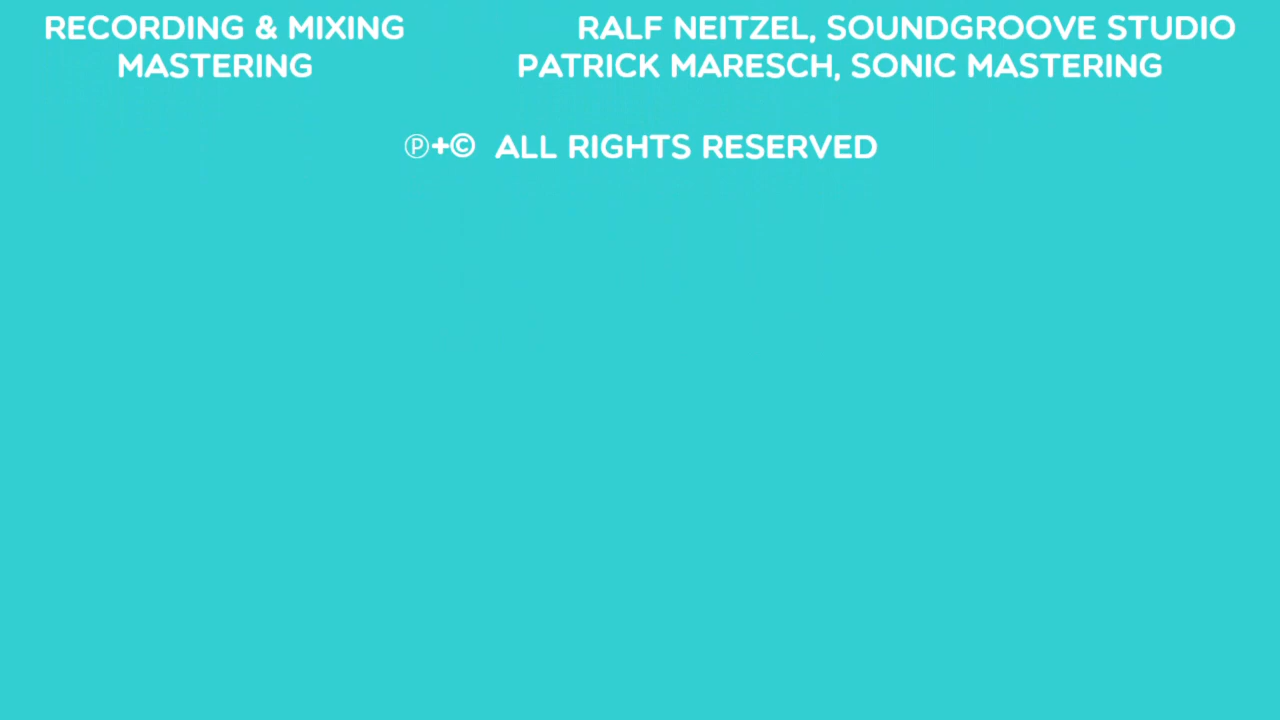 RECORDING & MIXING RALF NEITZEL, SOUNDGROOVE STUDIO
MASTERING PATRICK MARESCH, SONIC MASTERING
℗+© ALL RIGHTS RESERVED